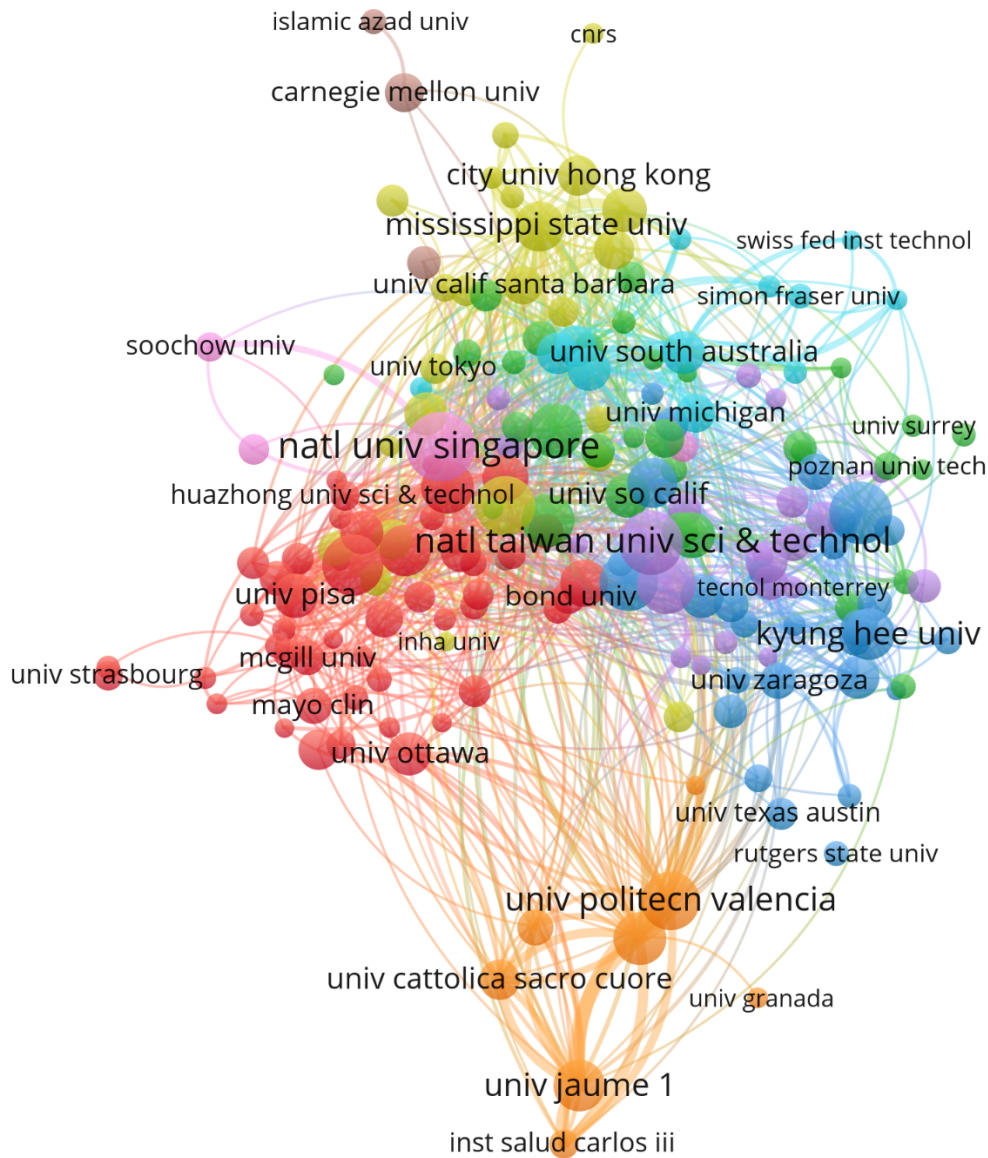 islamic azad univ
cnrs
carnegie mellon univ
city univ hong kong
mississippi state univ
swiss fed inst technol
univ calif santa barbara
simon fraser univ
soochow univ
univ south australia
univ tokyo
univ michigan
univ surrey
natl univ singapore
poznan univ tech
huazhong univ sci & technol
univ so calif
natl taiwan univ sci & technol
tecnol monterrey
univ pisa
bond univ
kyung hee univ
inha univ
mcgill univ
univ strasbourg
univ zaragoza
mayo clin
univ ottawa
univ texas austin
rutgers state univ
univ politecn valencia
univ cattolica sacro cuore
univ granada
univ jaume 1
inst salud carlos iii